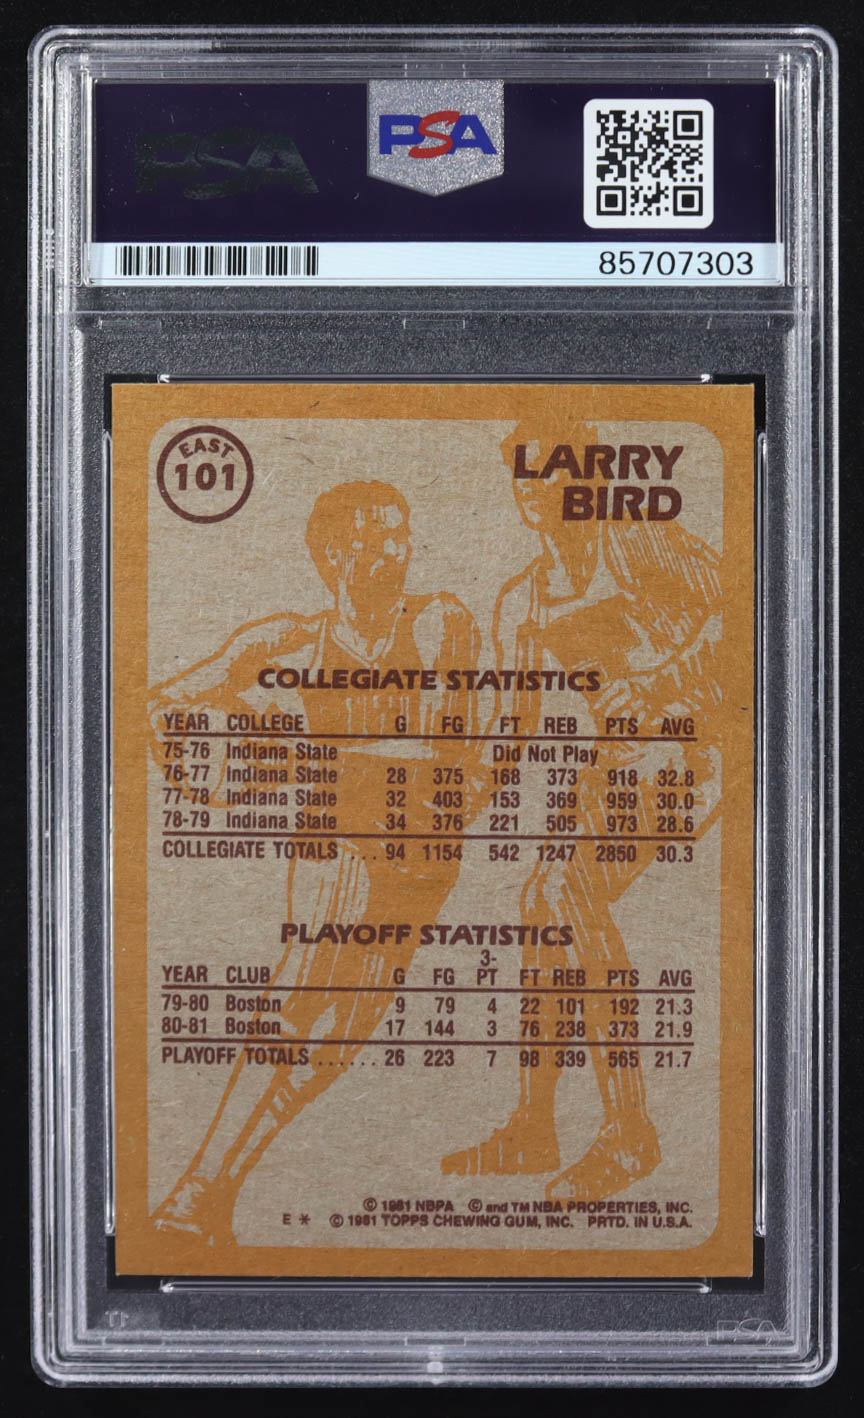 PSA
PSA
85707303
EAST
101
LARRY
BIRD
COLLEGIATE STATISTICS
YEAR COLLEGE G FG FT REB PTS AVG
75-76 Indiana State Did Not Play
76-77 Indiana State 28 375 168 373 918 32.8
77-78 Indiana State 32 403 153 369 959 30.0
78-79 Indiana State 34 376 221 505 973 28.6
COLLEGIATE TOTALS ... 94 1154 542 1247 2850 30.3
PLAYOFF STATISTICS
3-
YEAR CLUB G FG PT FT REB PTS AVG
79-80 Boston 9 79 4 22 101 192 21.3
80-81 Boston 17 144 3 76 238 373 21.9
PLAYOFF TOTALS ...... 26 223 7 98 339 565 21.7
© 1981 NBPA © and TM NBA PROPERTIES, INC.
E * © 1981 TOPPS CHEWING GUM, INC. PRTD. IN U.S.A.
PSA